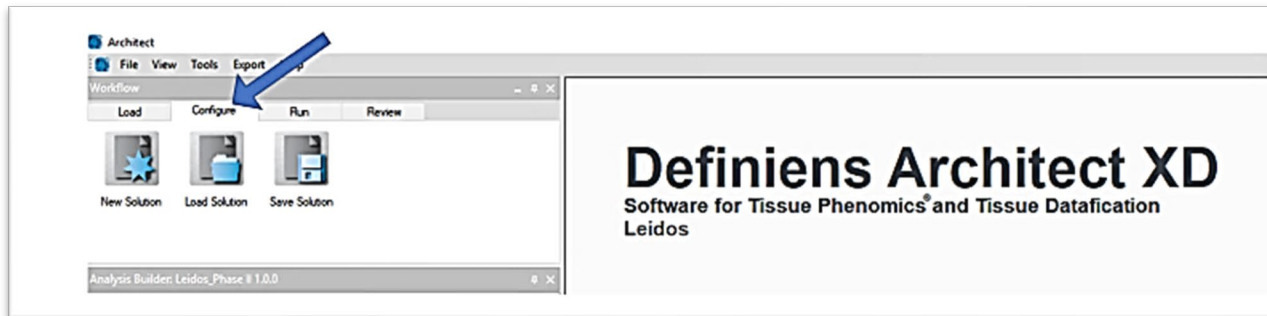 Architect
File View Tools Export
Workflow
Load Configure Run Review
New Solution Load Solution Save Solution
Analysis Builder: Leidos_Phase II 1.0.0
Definiens Architect XD
Software for Tissue Phenomics® and Tissue Datafication
Leidos